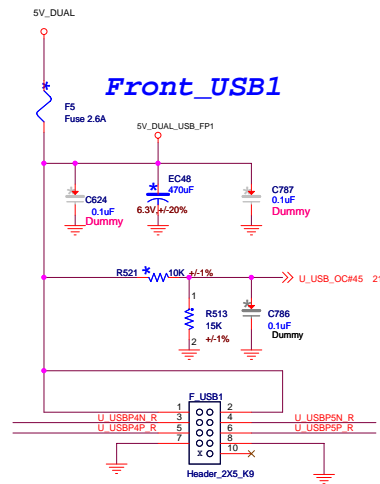 5V_DUAL
Front_USB1
F5
Fuse 2.6A
5V_DUAL_USB_FP1
C624
0.1uF
Dummy
EC48
470uF
6.3V,+/-20%
C787
0.1uF
Dummy
R521 10K +/-1%
U_USB_OC#45 21
1
R513
15K
+/-1%
2
C786
0.1uF
Dummy
F_USB1
1 2
U_USBP4N_R 3 4 U_USBP5N_R
U_USBP4P_R 5 6 U_USBP5P_R
7 8
X 10
Header_2X5_K9